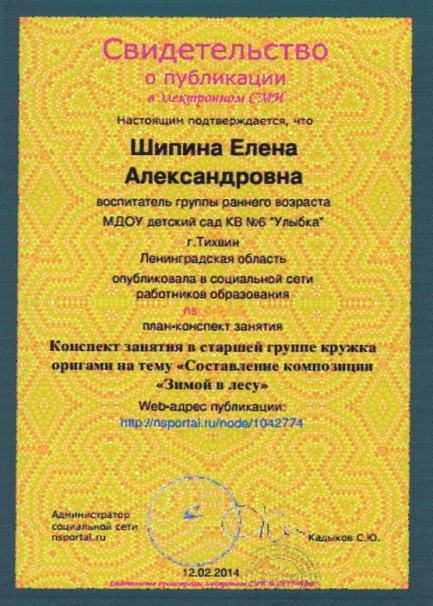 Свидетельство
о публикации
в электронном СМИ
Настоящим подтверждается, что
Шипина Елена
Александровна
воспитатель группы раннего возраста
МДОУ детский сад КВ №6 "Улыбка"
г.Тихвин
Ленинградская область
опубликовала в социальной сети
работников образования
ns
план-конспект занятия
Конспект занятия в старшей группе кружка
оригами на тему «Составление композиции
«Зимой в лесу»
Web-адрес публикации:
http://nsportal.ru/node/1042774
Администратор
социальной сети
nsportal.ru
Кадыков С.Ю.
12.02.2014